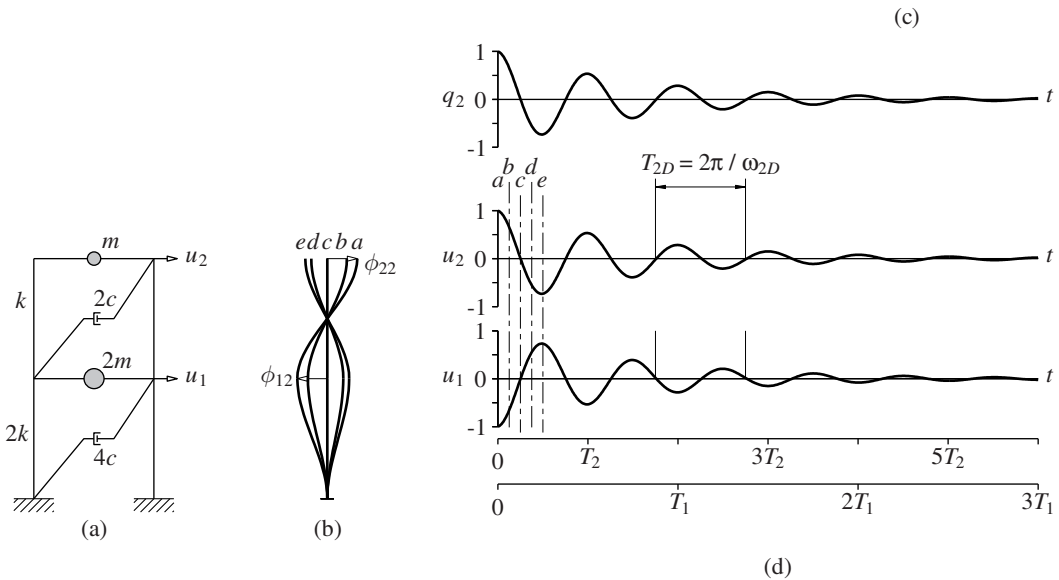 (c)
1
q₂ 0 t
-1
a b c d e
T₂D = 2π / ω₂D
1
u₂ 0 t
-1
1
u₁ 0 t
-1
0 T₂ 3T₂ 5T₂
0 T₁ 2T₁ 3T₁
(d)
m
u₂
k
2c
2m
u₁
2k
4c
(a)
e d c b a
ϕ₂₂
ϕ₁₂
(b)